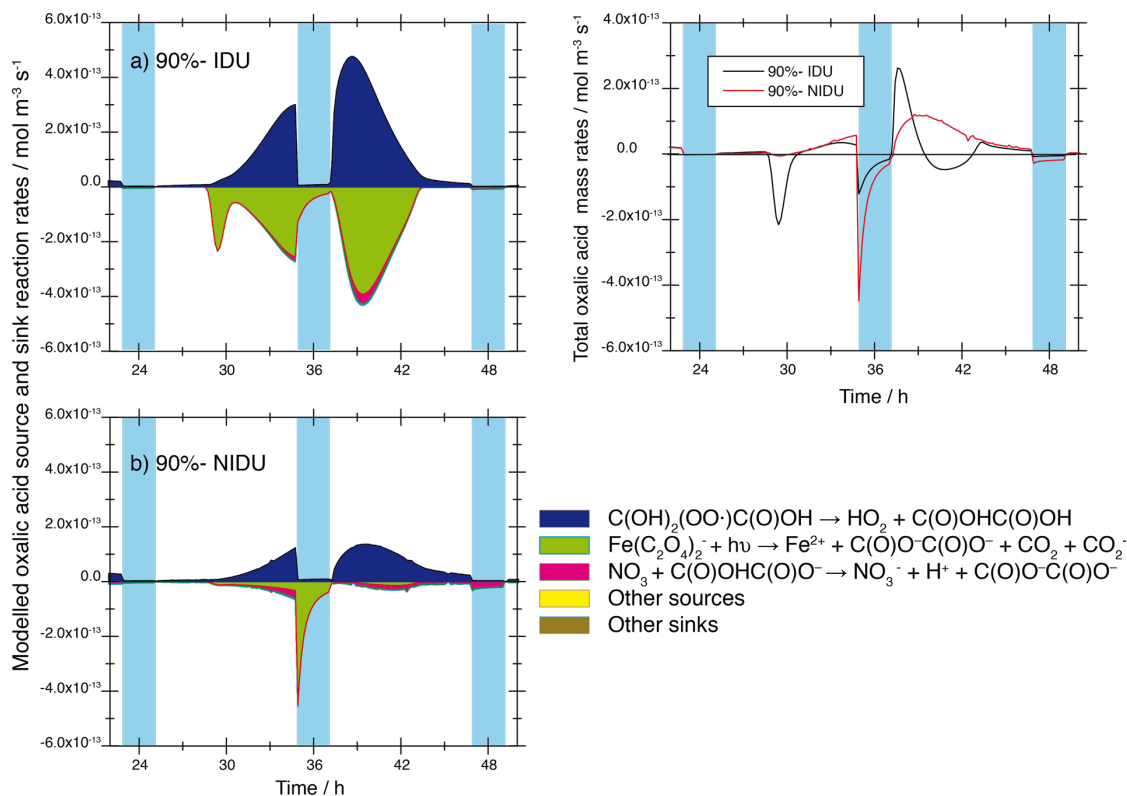 Modelled oxalic acid source and sink reaction rates / mol m⁻³ s⁻¹
6.0x10⁻¹³
4.0x10⁻¹³
2.0x10⁻¹³
0.0
-2.0x10⁻¹³
-4.0x10⁻¹³
-6.0x10⁻¹³
a) 90%- IDU
24 30 36 42 48
6.0x10⁻¹³
4.0x10⁻¹³
2.0x10⁻¹³
0.0
-2.0x10⁻¹³
-4.0x10⁻¹³
-6.0x10⁻¹³
b) 90%- NIDU
24 30 36 42 48
Time / h
Total oxalic acid mass rates / mol m⁻³ s⁻¹
4.0x10⁻¹³
2.0x10⁻¹³
0.0
-2.0x10⁻¹³
-4.0x10⁻¹³
-6.0x10⁻¹³
90%- IDU
90%- NIDU
24 30 36 42 48
Time / h
C(OH)₂(OO·)C(O)OH → HO₂ + C(O)OHC(O)OH
Fe(C₂O₄)₂⁻ + hυ → Fe²⁺ + C(O)O⁻C(O)O⁻ + CO₂ + CO₂⁻
NO₃ + C(O)OHC(O)O⁻ → NO₃⁻ + H⁺ + C(O)O⁻C(O)O⁻
Other sources
Other sinks